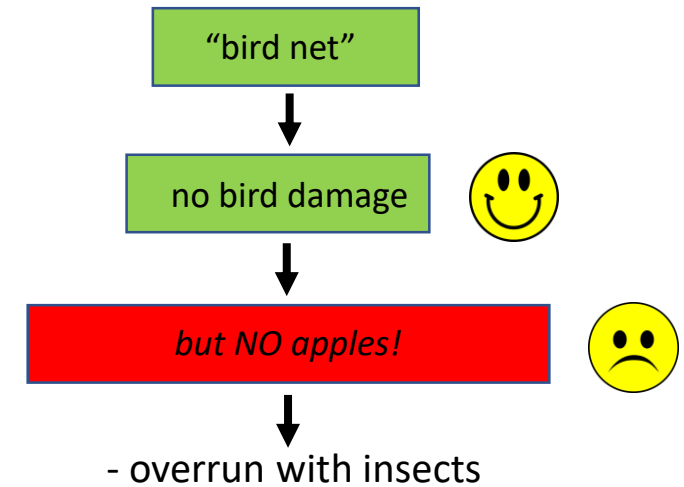 “bird net”
no bird damage
but NO apples!
- overrun with insects